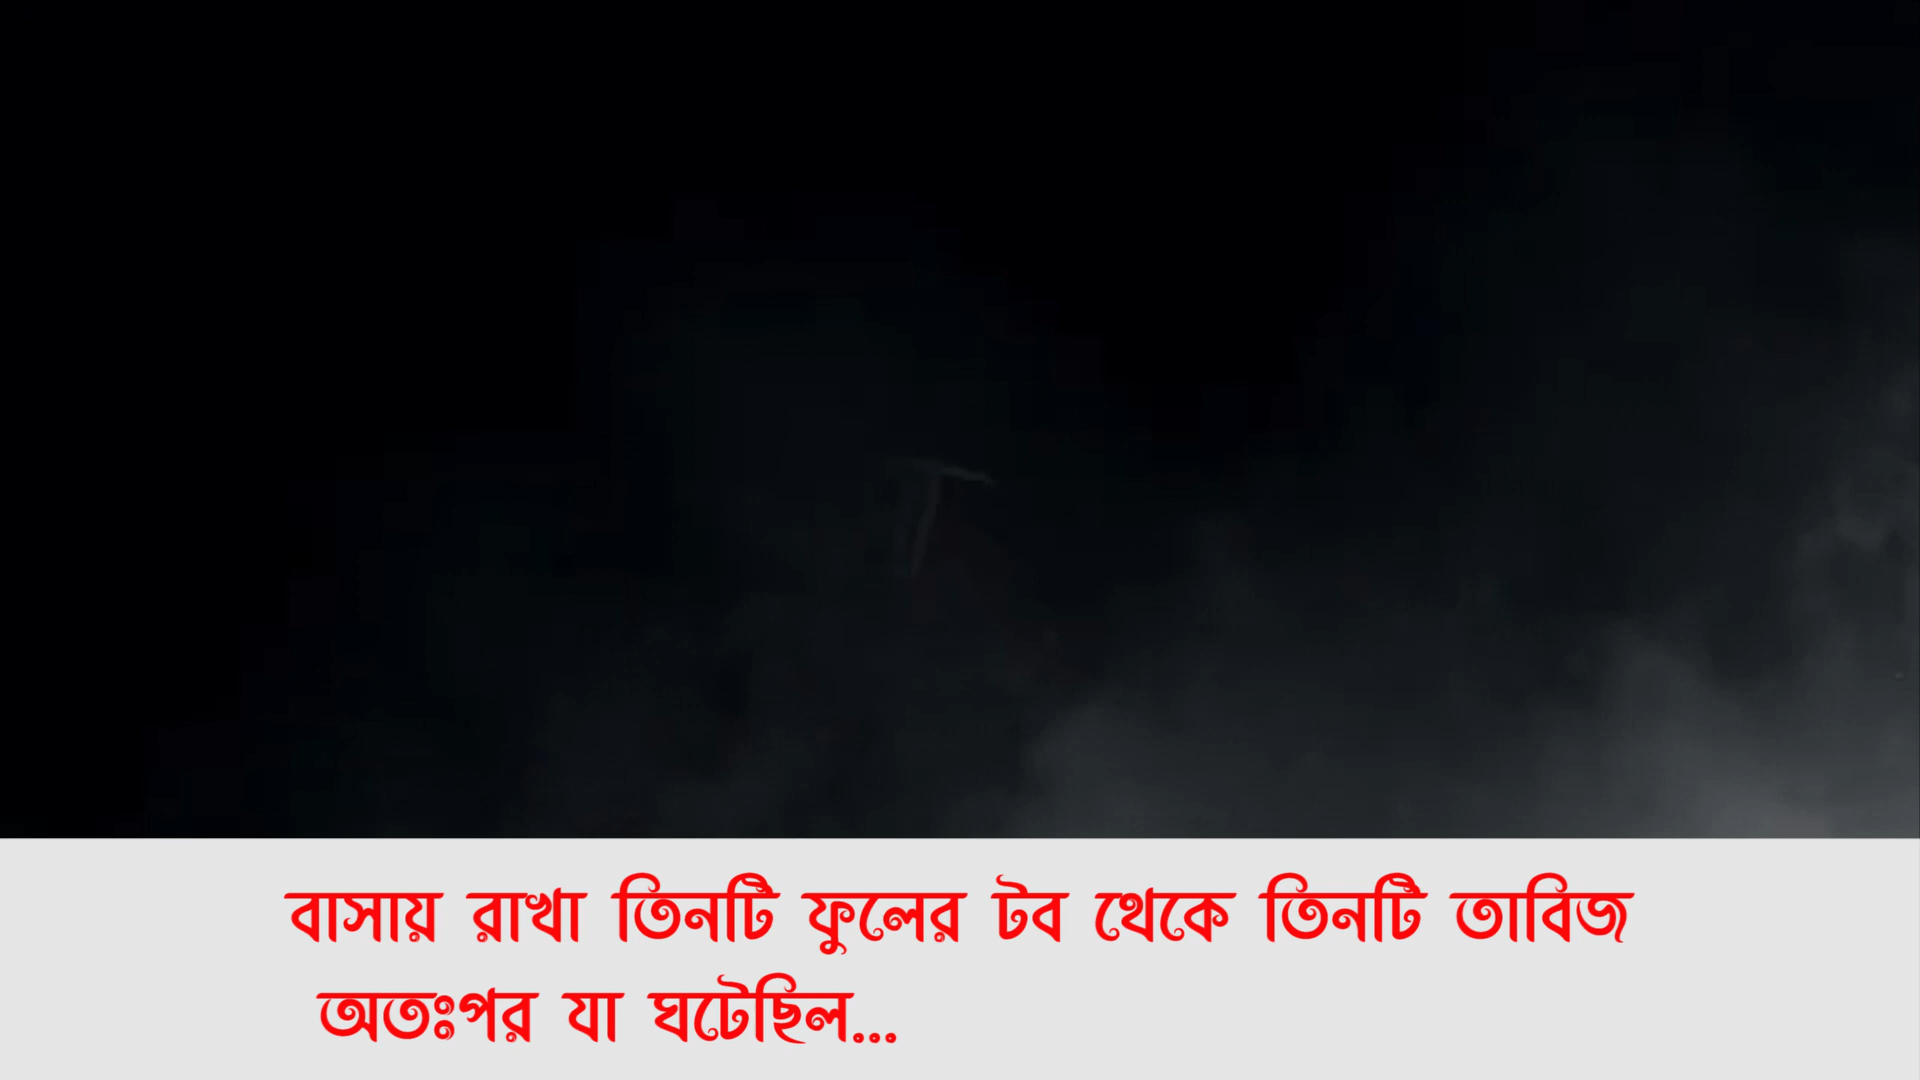 বাসায় রাখা তিনটি ফুলের টব থেকে তিনটি তাবিজ
অতঃপর যা ঘটেছিল...